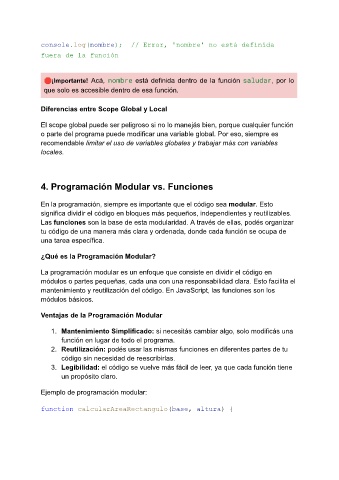 console.log(nombre);  // Error, 'nombre' no está definida
fuera de la función
🔴¡Importante! Acá, nombre está definida dentro de la función saludar, por lo
que solo es accesible dentro de esa función.
Diferencias entre Scope Global y Local
El scope global puede ser peligroso si no lo manejás bien, porque cualquier función
o parte del programa puede modificar una variable global. Por eso, siempre es
recomendable limitar el uso de variables globales y trabajar más con variables
locales.
4. Programación Modular vs. Funciones
En la programación, siempre es importante que el código sea modular. Esto
significa dividir el código en bloques más pequeños, independientes y reutilizables.
Las funciones son la base de esta modularidad. A través de ellas, podés organizar
tu código de una manera más clara y ordenada, donde cada función se ocupa de
una tarea específica.
¿Qué es la Programación Modular?
La programación modular es un enfoque que consiste en dividir el código en
módulos o partes pequeñas, cada una con una responsabilidad clara. Esto facilita el
mantenimiento y reutilización del código. En JavaScript, las funciones son los
módulos básicos.
Ventajas de la Programación Modular
1. Mantenimiento Simplificado: si necesitás cambiar algo, solo modificás una
función en lugar de todo el programa.
2. Reutilización: podés usar las mismas funciones en diferentes partes de tu
código sin necesidad de reescribirlas.
3. Legibilidad: el código se vuelve más fácil de leer, ya que cada función tiene
un propósito claro.
Ejemplo de programación modular:
function calcularAreaRectangulo(base, altura) {